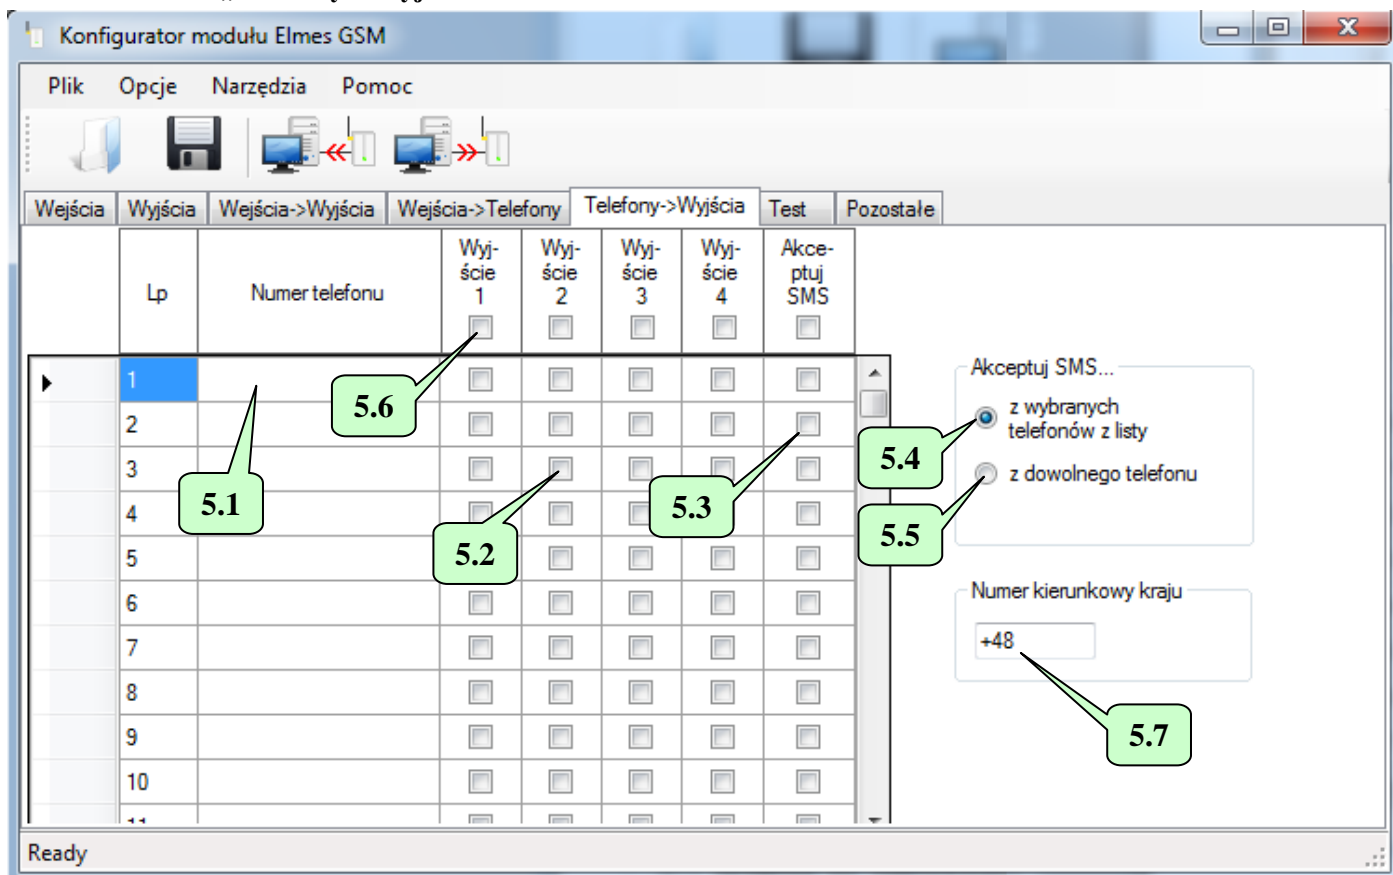 Konfigurator modułu Elmes GSM
Plik Opcje Narzędzia Pomoc
Wejścia Wyjścia Wejścia->Wyjścia Wejścia->Telefony Telefony->Wyjścia Test Pozostałe
Lp Numer telefonu Wyj-ście 1 Wyj-ście 2 Wyj-ście 3 Wyj-ście 4 Akce-ptuj SMS
1
2
3
4
5
6
7
8
9
10
11
5.6
5.1
5.2
5.3
Akceptuj SMS...
z wybranych
telefonów z listy
5.4
z dowolnego telefonu
5.5
Numer kierunkowy kraju
+48
5.7
Ready